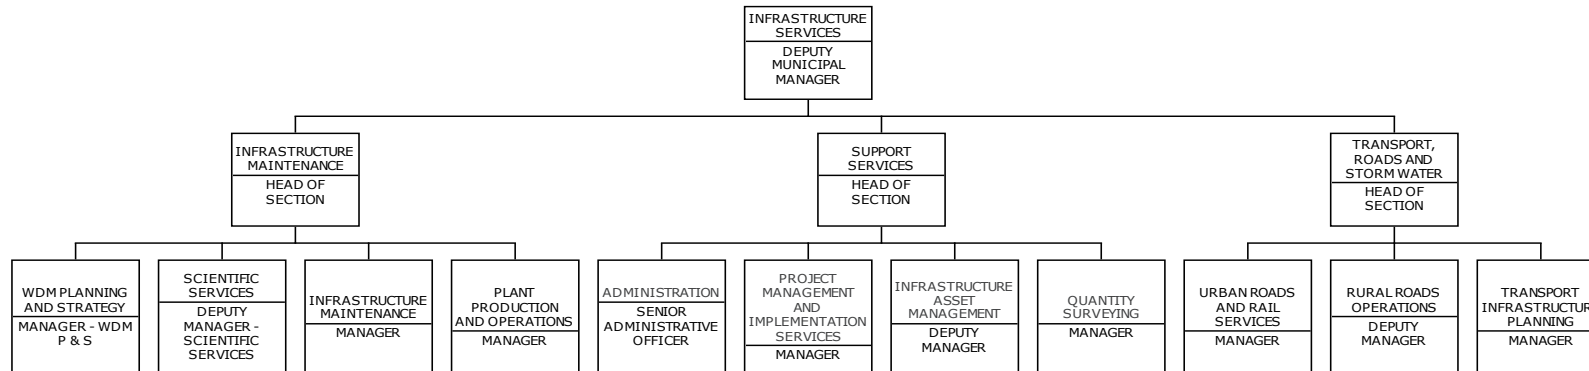 INFRASTRUCTURE
SERVICES
DEPUTY
MUNICIPAL
MANAGER
INFRASTRUCTURE
MAINTENANCE
HEAD OF
SECTION
SUPPORT
SERVICES
HEAD OF
SECTION
TRANSPORT,
ROADS AND
STORM WATER
HEAD OF
SECTION
WDM PLANNING
AND STRATEGY
MANAGER - WDM
P & S
SCIENTIFIC
SERVICES
DEPUTY
MANAGER -
SCIENTIFIC
SERVICES
INFRASTRUCTURE
MAINTENANCE
MANAGER
PLANT
PRODUCTION
AND OPERATIONS
MANAGER
ADMINISTRATION
SENIOR
ADMINISTRATIVE
OFFICER
PROJECT
MANAGEMENT
AND
IMPLEMENTATION
SERVICES
MANAGER
INFRASTRUCTURE
ASSET
MANAGEMENT
DEPUTY
MANAGER
QUANTITY
SURVEYING
MANAGER
URBAN ROADS
AND RAIL
SERVICES
MANAGER
RURAL ROADS
OPERATIONS
DEPUTY
MANAGER
TRANSPORT
INFRASTRUCTURE
PLANNING
MANAGER